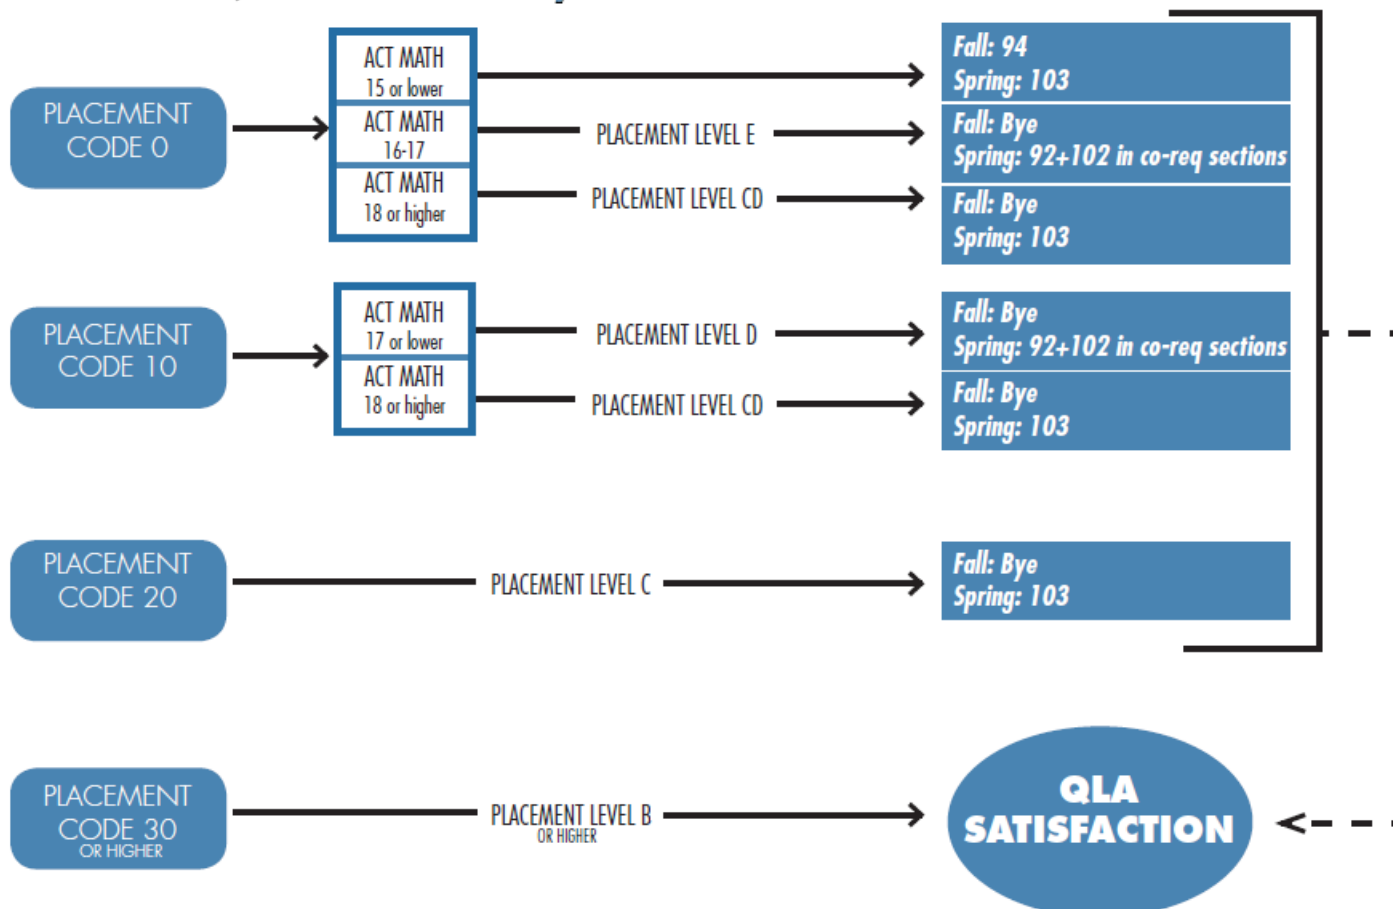 PLACEMENT
CODE 0
ACT MATH
15 or lower
ACT MATH
16-17
ACT MATH
18 or higher
PLACEMENT LEVEL E
PLACEMENT LEVEL CD
Fall: 94
Spring: 103
Fall: Bye
Spring: 92+102 in co-req sections
Fall: Bye
Spring: 103
PLACEMENT
CODE 10
ACT MATH
17 or lower
ACT MATH
18 or higher
PLACEMENT LEVEL D
PLACEMENT LEVEL CD
Fall: Bye
Spring: 92+102 in co-req sections
Fall: Bye
Spring: 103
PLACEMENT
CODE 20
PLACEMENT LEVEL C
Fall: Bye
Spring: 103
PLACEMENT
CODE 30
OR HIGHER
PLACEMENT LEVEL B
OR HIGHER
QLA
SATISFACTION